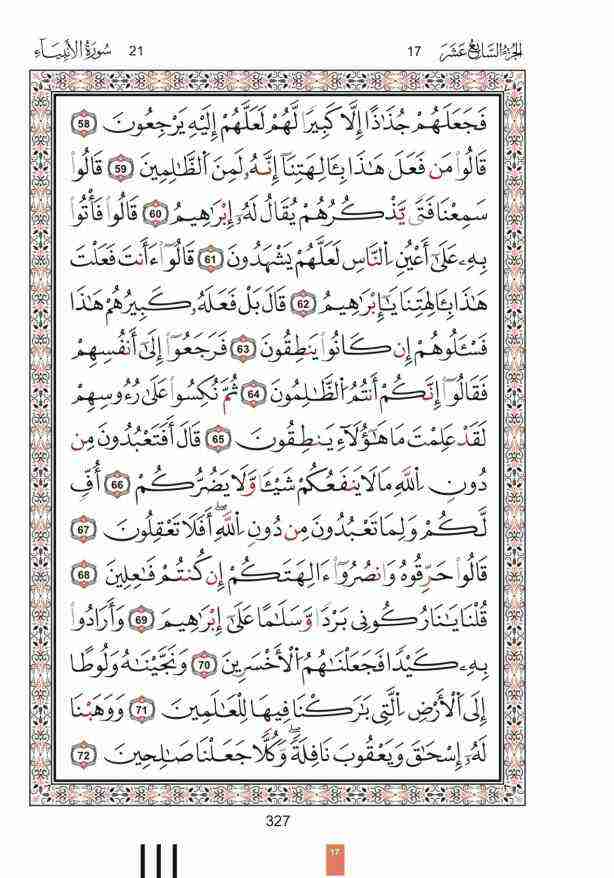 الجزء السابع عشر 17 21 سورة الأنبياء
فَجَعَلَهُمْ جُذَٰذًا إِلَّا كَبِيرًا لَّهُمْ لَعَلَّهُمْ إِلَيْهِ يَرْجِعُونَ 58
قَالُوا۟ مَن فَعَلَ هَٰذَا بِـَٔالِهَتِنَآ إِنَّهُۥ لَمِنَ ٱلظَّٰلِمِينَ 59 قَالُوا۟
سَمِعْنَا فَتًى يَذْكُرُهُمْ يُقَالُ لَهُۥٓ إِبْرَٰهِيمُ 60 قَالُوا۟ فَأْتُوا۟
بِهِۦ عَلَىٰٓ أَعْيُنِ ٱلنَّاسِ لَعَلَّهُمْ يَشْهَدُونَ 61 قَالُوٓا۟ ءَأَنتَ فَعَلْتَ
هَٰذَا بِـَٔالِهَتِنَا يَٰٓإِبْرَٰهِيمُ 62 قَالَ بَلْ فَعَلَهُۥ كَبِيرُهُمْ هَٰذَا
فَسْـَٔلُوهُمْ إِن كَانُوا۟ يَنطِقُونَ 63 فَرَجَعُوٓا۟ إِلَىٰٓ أَنفُسِهِمْ
فَقَالُوٓا۟ إِنَّكُمْ أَنتُمُ ٱلظَّٰلِمُونَ 64 ثُمَّ نُكِسُوا۟ عَلَىٰ رُءُوسِهِمْ
لَقَدْ عَلِمْتَ مَا هَٰٓؤُلَآءِ يَنطِقُونَ 65 قَالَ أَفَتَعْبُدُونَ مِن
دُونِ ٱللَّهِ مَا لَا يَنفَعُكُمْ شَيْـًٔا وَلَا يَضُرُّكُمْ 66 أُفٍّ
لَّكُمْ وَلِمَا تَعْبُدُونَ مِن دُونِ ٱللَّهِ ۖ أَفَلَا تَعْقِلُونَ 67
قَالُوا۟ حَرِّقُوهُ وَٱنصُرُوٓا۟ ءَالِهَتَكُمْ إِن كُنتُمْ فَٰعِلِينَ 68
قُلْنَا يَٰنَارُ كُونِى بَرْدًا وَسَلَٰمًا عَلَىٰٓ إِبْرَٰهِيمَ 69 وَأَرَادُوا۟
بِهِۦ كَيْدًا فَجَعَلْنَٰهُمُ ٱلْأَخْسَرِينَ 70 وَنَجَّيْنَٰهُ وَلُوطًا
إِلَى ٱلْأَرْضِ ٱلَّتِى بَٰرَكْنَا فِيهَا لِلْعَٰلَمِينَ 71 وَوَهَبْنَا
لَهُۥٓ إِسْحَٰقَ وَيَعْقُوبَ نَافِلَةً ۖ وَكُلًّا جَعَلْنَا صَٰلِحِينَ 72
327
17